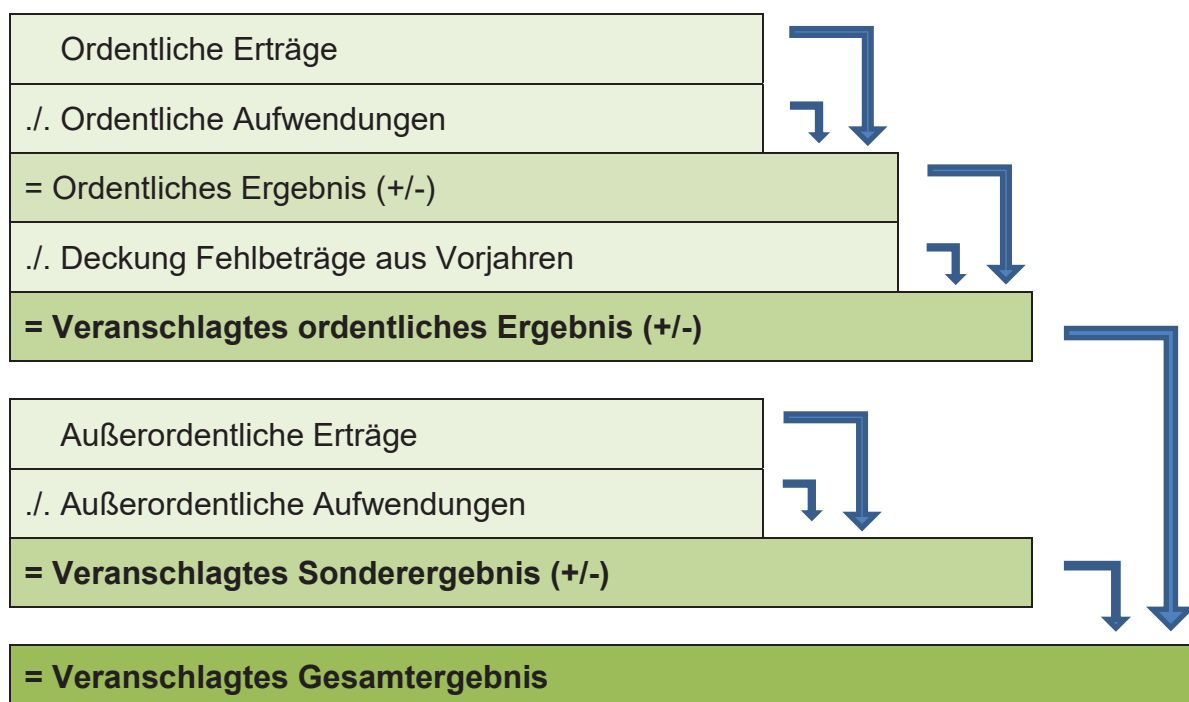 Ordentliche Erträge
./. Ordentliche Aufwendungen
= Ordentliches Ergebnis (+/-)
./. Deckung Fehlbeträge aus Vorjahren
= Veranschlagtes ordentliches Ergebnis (+/-)
Außerordentliche Erträge
./. Außerordentliche Aufwendungen
= Veranschlagtes Sonderergebnis (+/-)
= Veranschlagtes Gesamtergebnis